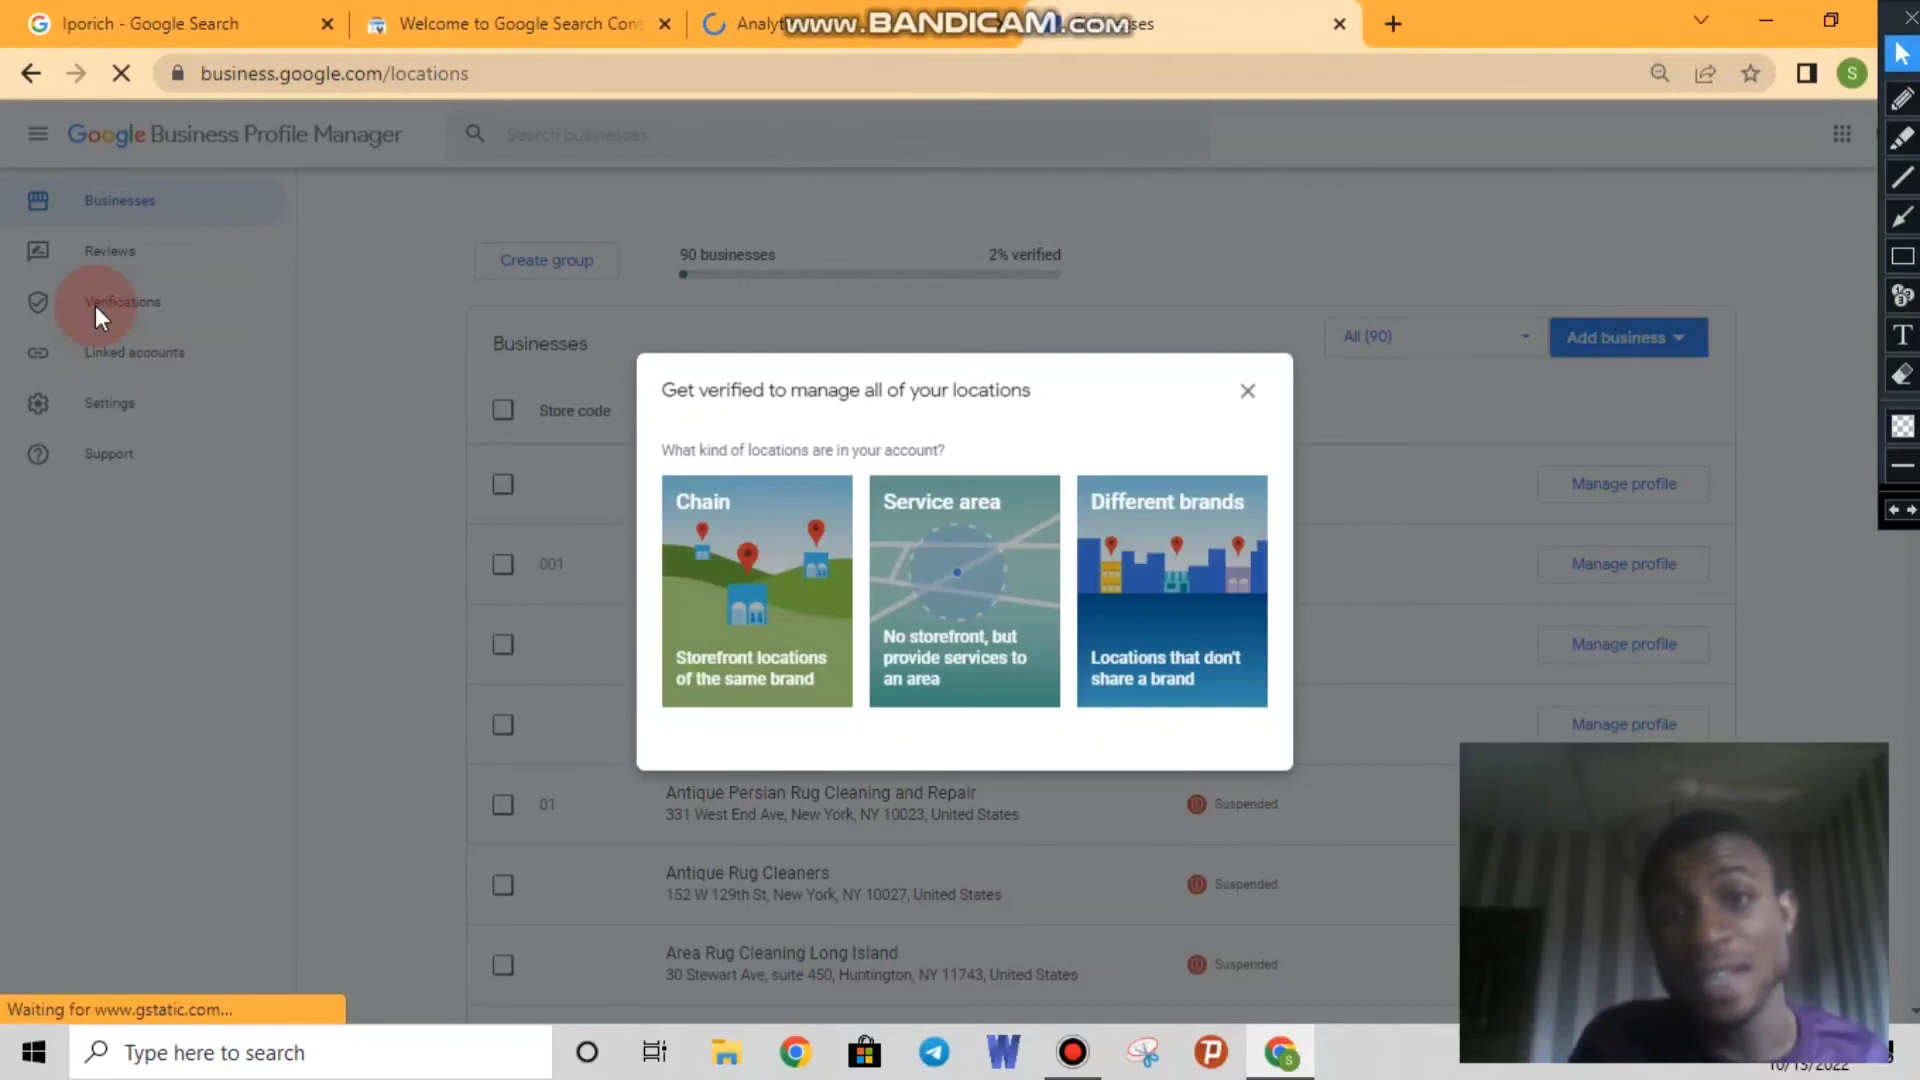 Iporich - Google Search
Welcome to Google Search Cons
www.BANDICAM.com
business.google.com/locations
S
Google Business Profile Manager
Search businesses
Businesses
Reviews
Verifications
Linked accounts
Settings
Support
Create group
90 businesses
2% verified
Businesses
All (90)
Add business
Store code
Get verified to manage all of your locations
What kind of locations are in your account?
Chain
Storefront locations
of the same brand
Service area
No storefront, but
provide services to
an area
Different brands
Locations that don't
share a brand
Manage profile
001
Manage profile
Manage profile
Manage profile
01
Antique Persian Rug Cleaning and Repair
331 West End Ave, New York, NY 10023, United States
Suspended
Antique Rug Cleaners
152 W 129th St, New York, NY 10027, United States
Suspended
Area Rug Cleaning Long Island
30 Stewart Ave, suite 450, Huntington, NY 11743, United States
Suspended
Waiting for www.gstatic.com...
Type here to search
10/13/2022